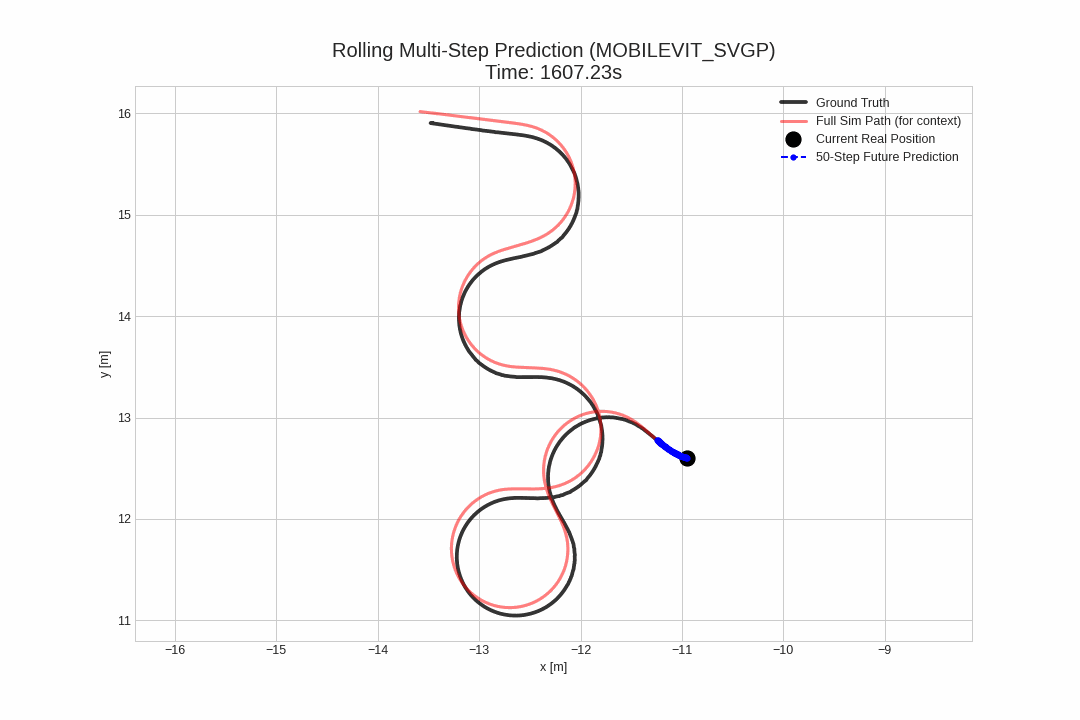 Rolling Multi-Step Prediction (MOBILEVIT_SVGP)
Time: 1607.23s
Ground Truth
Full Sim Path (for context)
Current Real Position
50-Step Future Prediction
16
15
14
13
12
11
y [m]
−16 −15 −14 −13 −12 −11 −10 −9
x [m]